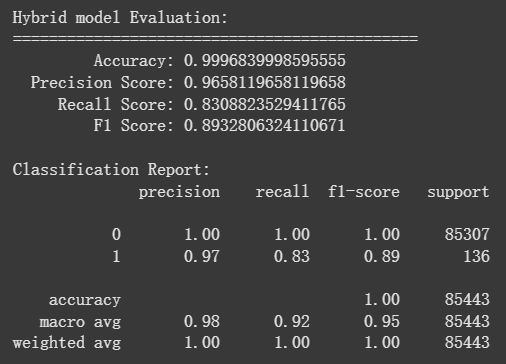 Hybrid model Evaluation:
=============================================
Accuracy: 0.9996839998595555
Precision Score: 0.9658119658119658
Recall Score: 0.8308823529411765
F1 Score: 0.8932806324110671
Classification Report:
precision recall f1-score support
0 1.00 1.00 1.00 85307
1 0.97 0.83 0.89 136
accuracy 1.00 85443
macro avg 0.98 0.92 0.95 85443
weighted avg 1.00 1.00 1.00 85443